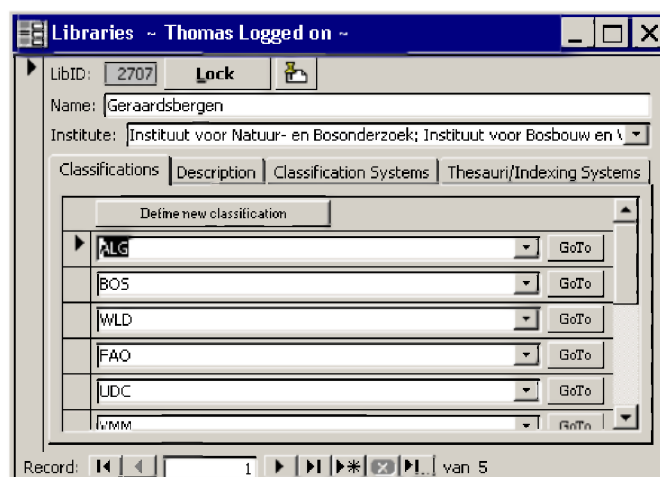 Libraries ~ Thomas Logged on ~
LibID: 2707 Lock
Name: Geraardsbergen
Institute: Instituut voor Natuur- en Bosonderzoek; Instituut voor Bosbouw en
Classifications Description Classification Systems Thesauri/Indexing Systems
Define new classification
ALG GoTo
BOS GoTo
WLD GoTo
FAO GoTo
UDC GoTo
VMM GoTo
Record: 1 van 5